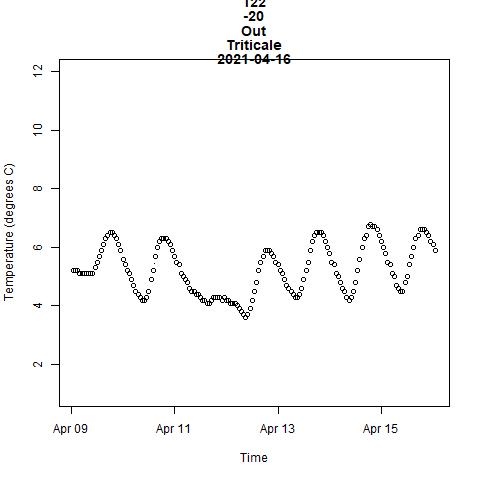 122
-20
Out
Triticale
2021-04-16
Temperature (degrees C)
12
10
8
6
4
2
Apr 09
Apr 11
Apr 13
Apr 15
Time